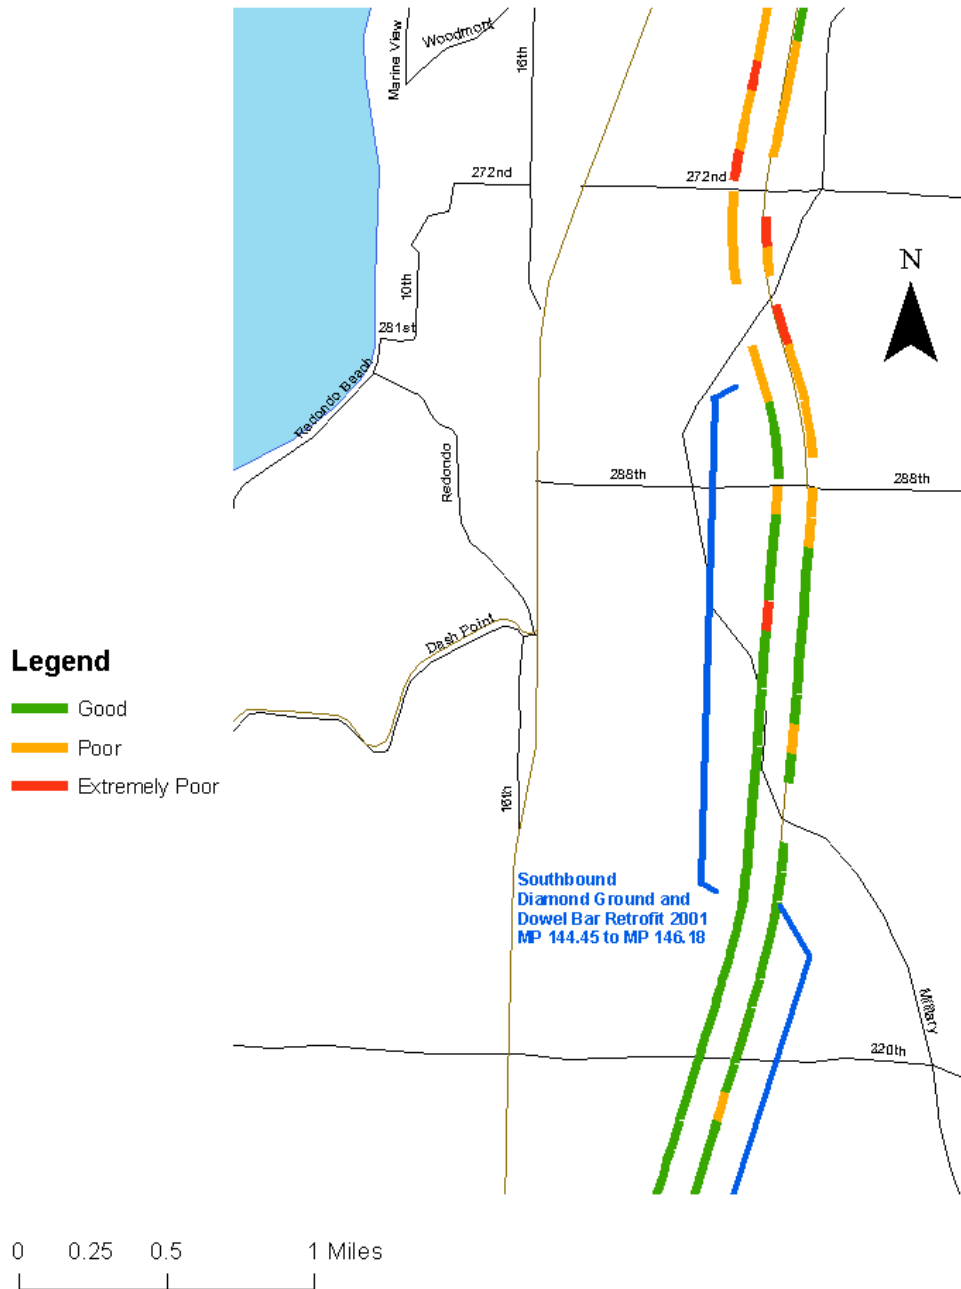 Marine View
Woodmont
16th
272nd
272nd
10th
281st
N
Redondo Beach
Redondo
288th
288th
Dash Point
Legend
Good
Poor
Extremely Poor
16th
Southbound
Diamond Ground and
Dowel Bar Retrofit 2001
MP 144.45 to MP 146.18
Military
320th
0 0.25 0.5 1 Miles